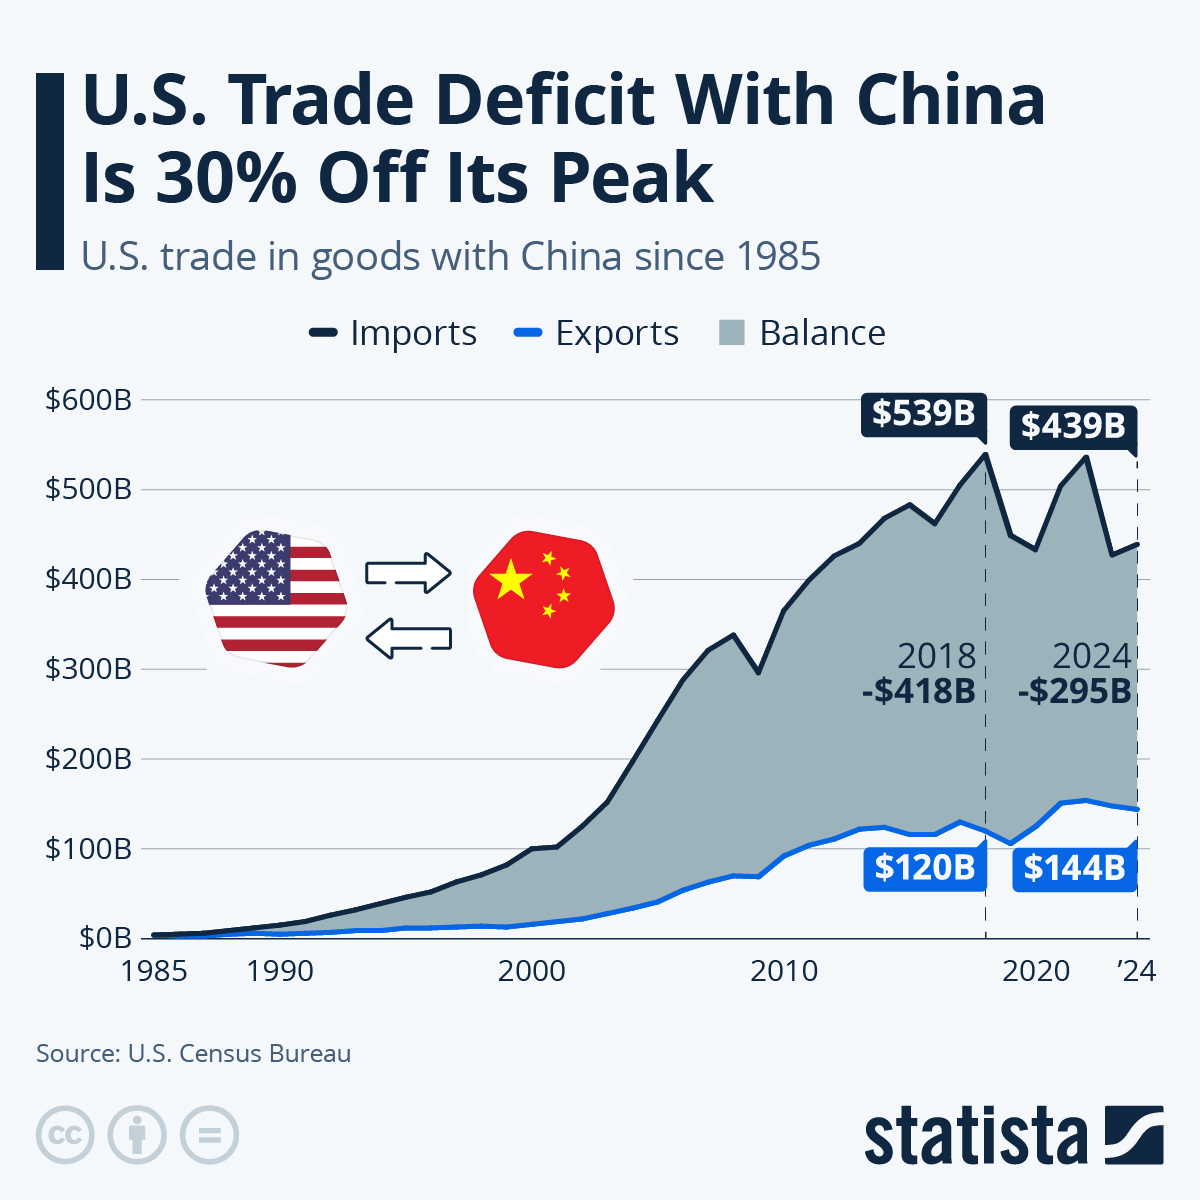 U.S. Trade Deficit With China
Is 30% Off Its Peak
U.S. trade in goods with China since 1985
Imports Exports Balance
$600B
$500B
$400B
$300B
$200B
$100B
$0B
$539B
$439B
2018
-$418B
2024
-$295B
$120B
$144B
1985 1990 2000 2010 2020 ’24
Source: U.S. Census Bureau
cc
statista